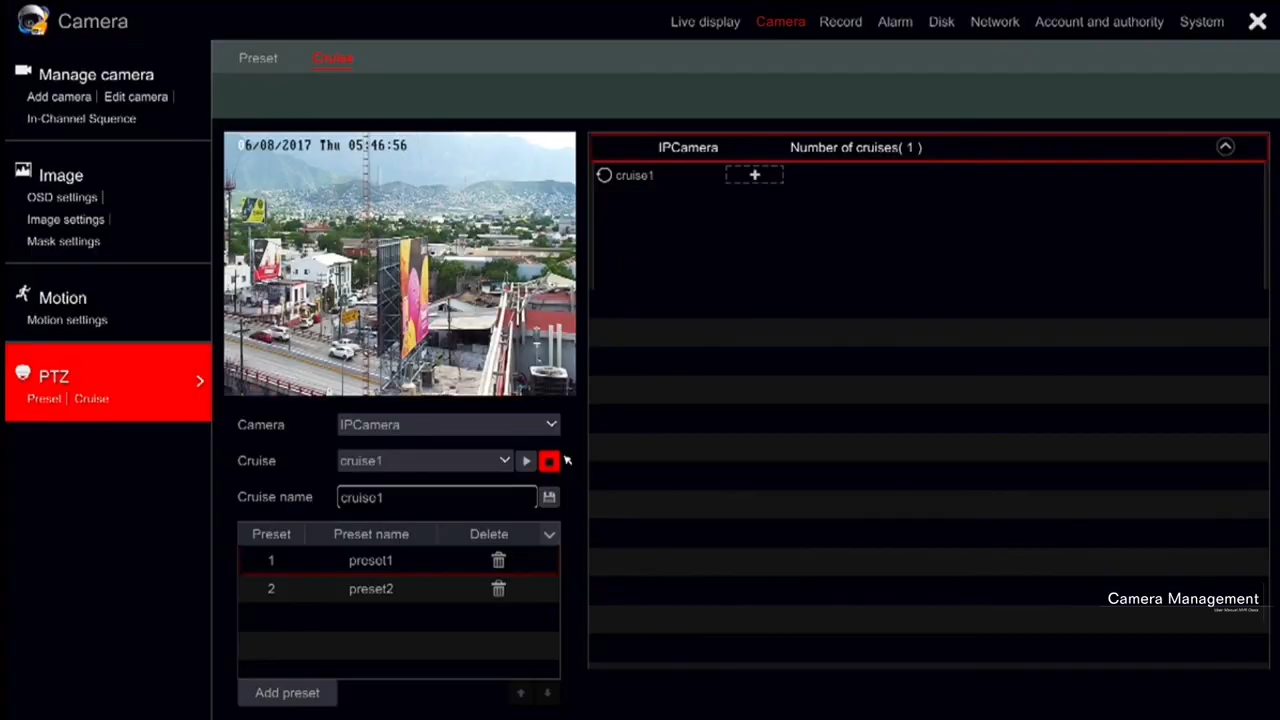 Camera
Live display Camera Record Alarm Disk Network Account and authority System
Preset Cruise
Manage camera
Add camera | Edit camera |
In-Channel Squence
Image
OSD settings |
Image settings |
Mask settings
Motion
Motion settings
PTZ
Preset | Cruise
06/08/2017 Thu 05:46:56
IPCamera Number of cruises( 1 )
cruise1 +
Camera IPCamera
Cruise cruise1
Cruise name cruise1
Preset Preset name Delete
1 preset1
2 preset2
Add preset
Camera Management